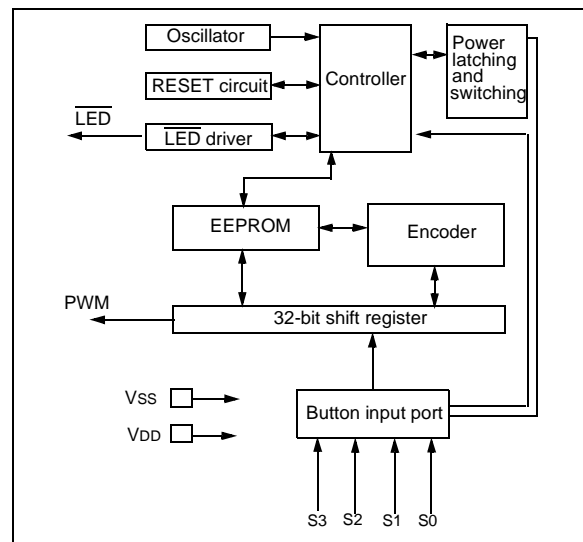 Oscillator
RESET circuit
LED
LED driver
Controller
Power
latching
and
switching
EEPROM
Encoder
PWM
32-bit shift register
VSS
VDD
Button input port
S3 S2 S1 S0